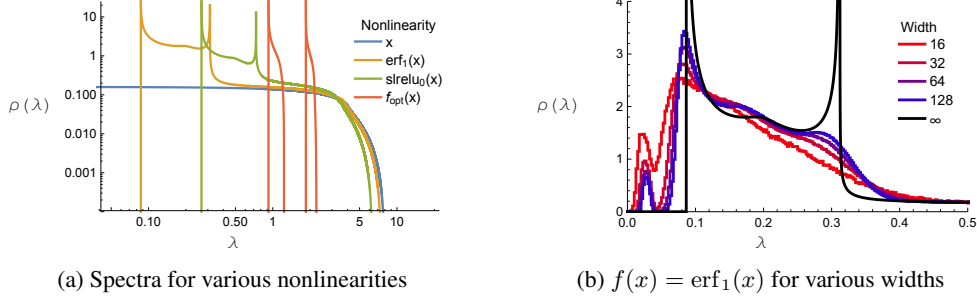 Nonlinearity
x
erf₁(x)
slrelu₀(x)
f_opt(x)
10
1
0.100
0.010
0.001
ρ (λ)
0.10
0.50
1
5
10
λ
(a) Spectra for various nonlinearities
Width
16
32
64
128
∞
4
3
2
1
0
ρ (λ)
0.0
0.1
0.2
0.3
0.4
0.5
λ
(b) f(x) = erf₁(x) for various widths